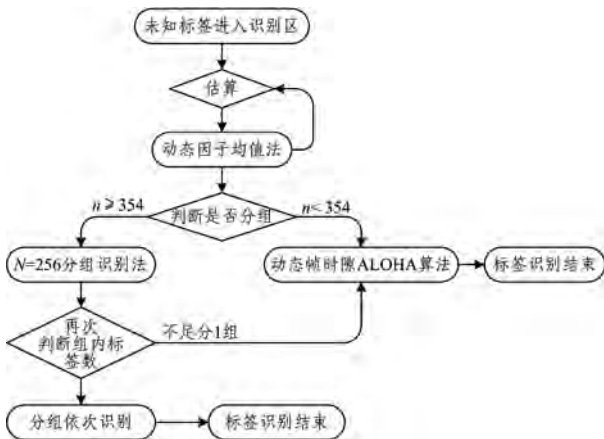 未知标签进入识别区
估算
动态因子均值法
n≥354
判断是否分组
n<354
N=256分组识别法
动态帧时隙ALOHA算法
标签识别结束
再次
判断组内标
签数
不足分1组
分组依次识别
标签识别结束